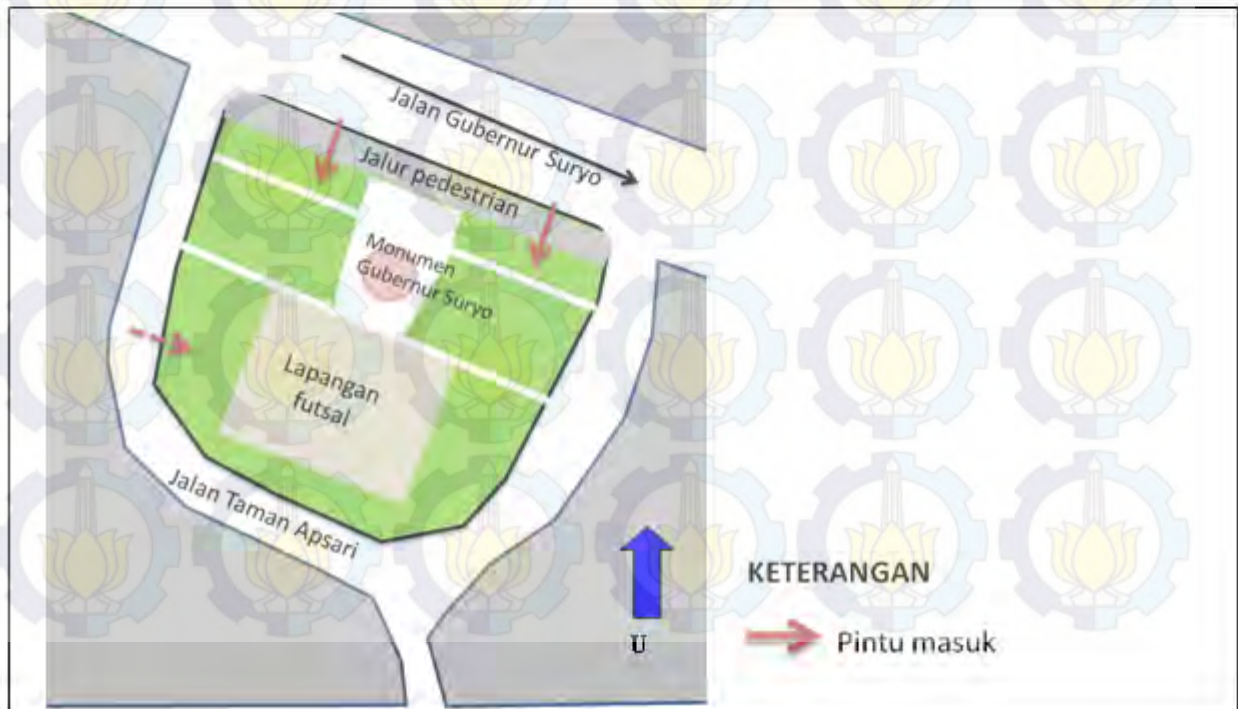 Jalan Gubernur Suryo
Jalur pedestrian
Monumen
Gubernur Suryo
Lapangan
futsal
Jalan Taman Apsari
U
KETERANGAN
Pintu masuk